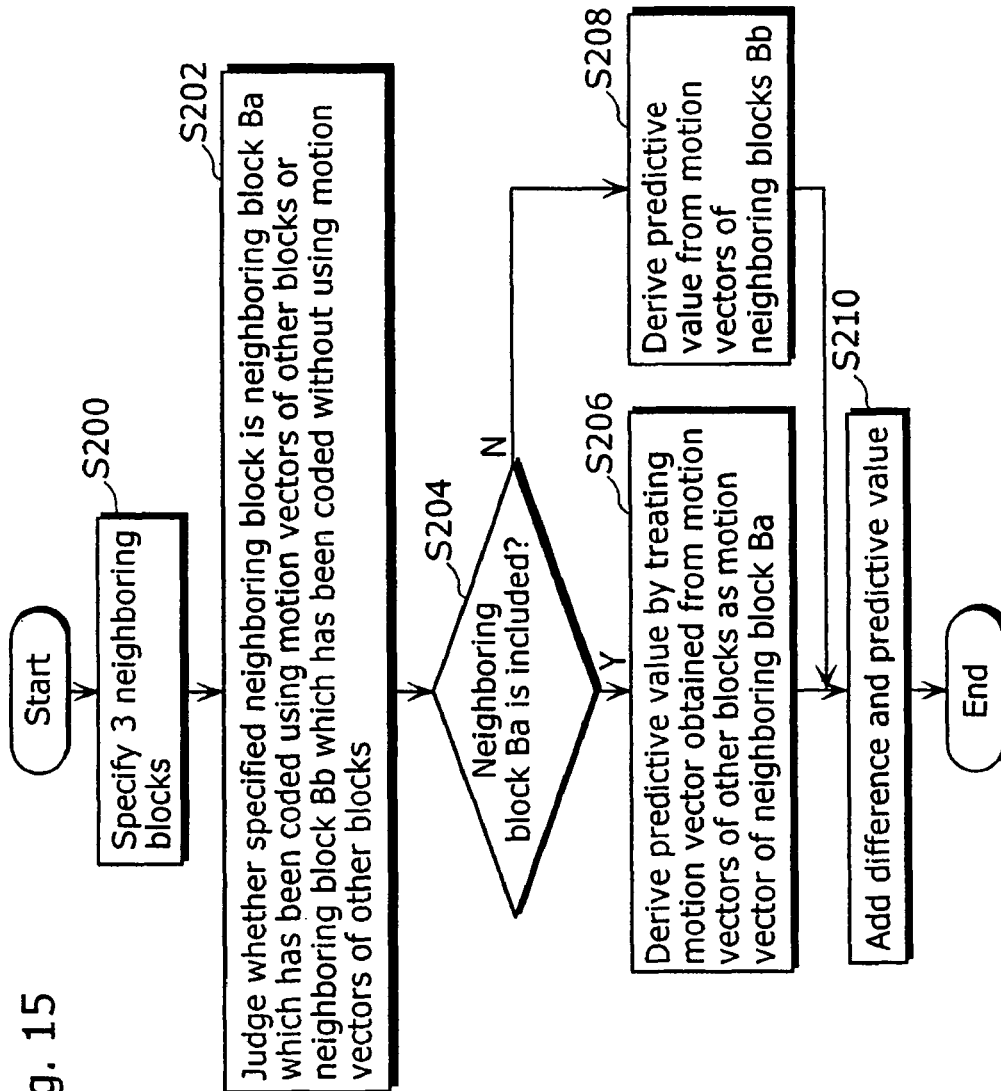 g. 15
Start
S200
Specify 3 neighboring
blocks
S202
Judge whether specified neighboring block is neighboring block Ba
which has been coded using motion vectors of other blocks or
neighboring block Bb which has been coded without using motion
vectors of other blocks
S204
Neighboring
block Ba is included?
N
Y
S206
Derive predictive value by treating
motion vector obtained from motion
vectors of other blocks as motion
vector of neighboring block Ba
S208
Derive predictive
value from motion
vectors of
neighboring blocks Bb
S210
Add difference and predictive value
End